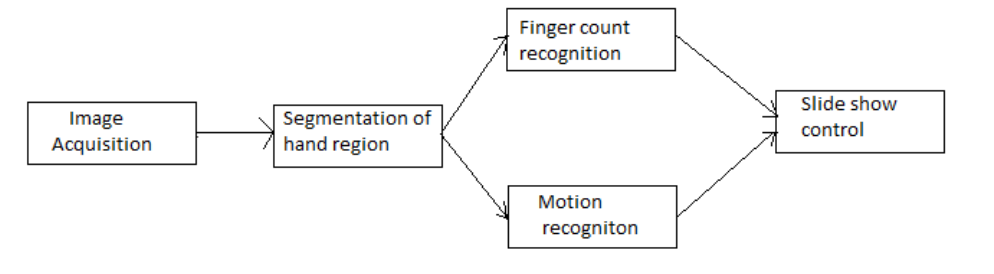 Image
Acquisition
Segmentation of
hand region
Finger count
recognition
Motion
recogniton
Slide show
control